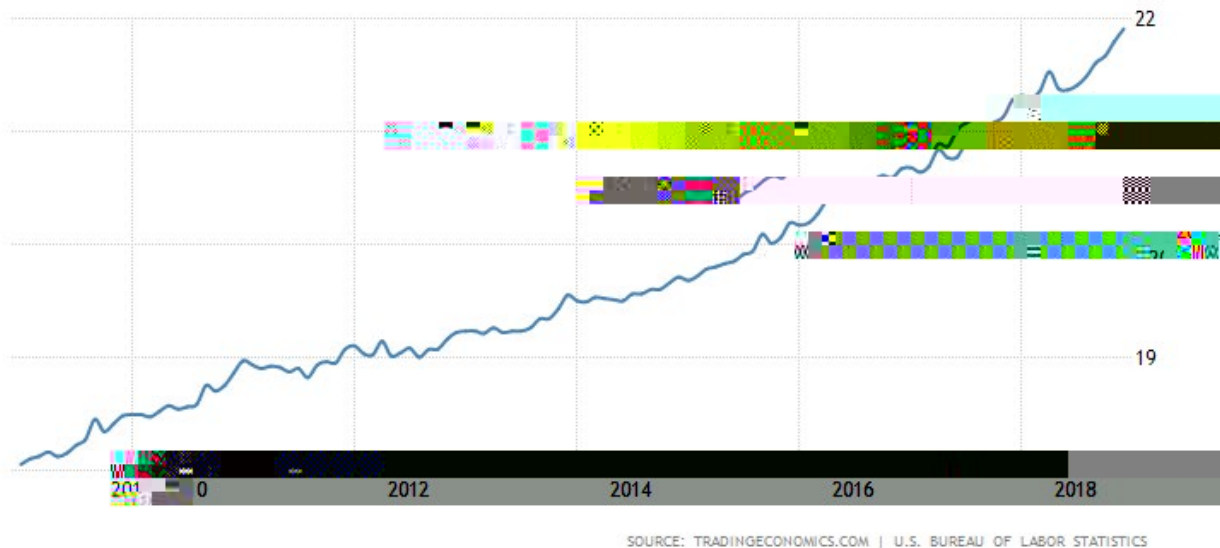 22
19
2012 2014 2016 2018
SOURCE: TRADINGECONOMICS.COM | U.S. BUREAU OF LABOR STATISTICS